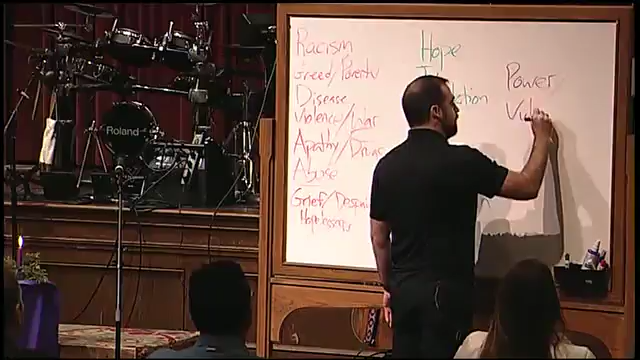 Racism
Greed/Poverty
Disease
Violence/War
Apathy/Drugs
Abuse
Grief/Despair
Hopelessness
Hope
Power
Roland